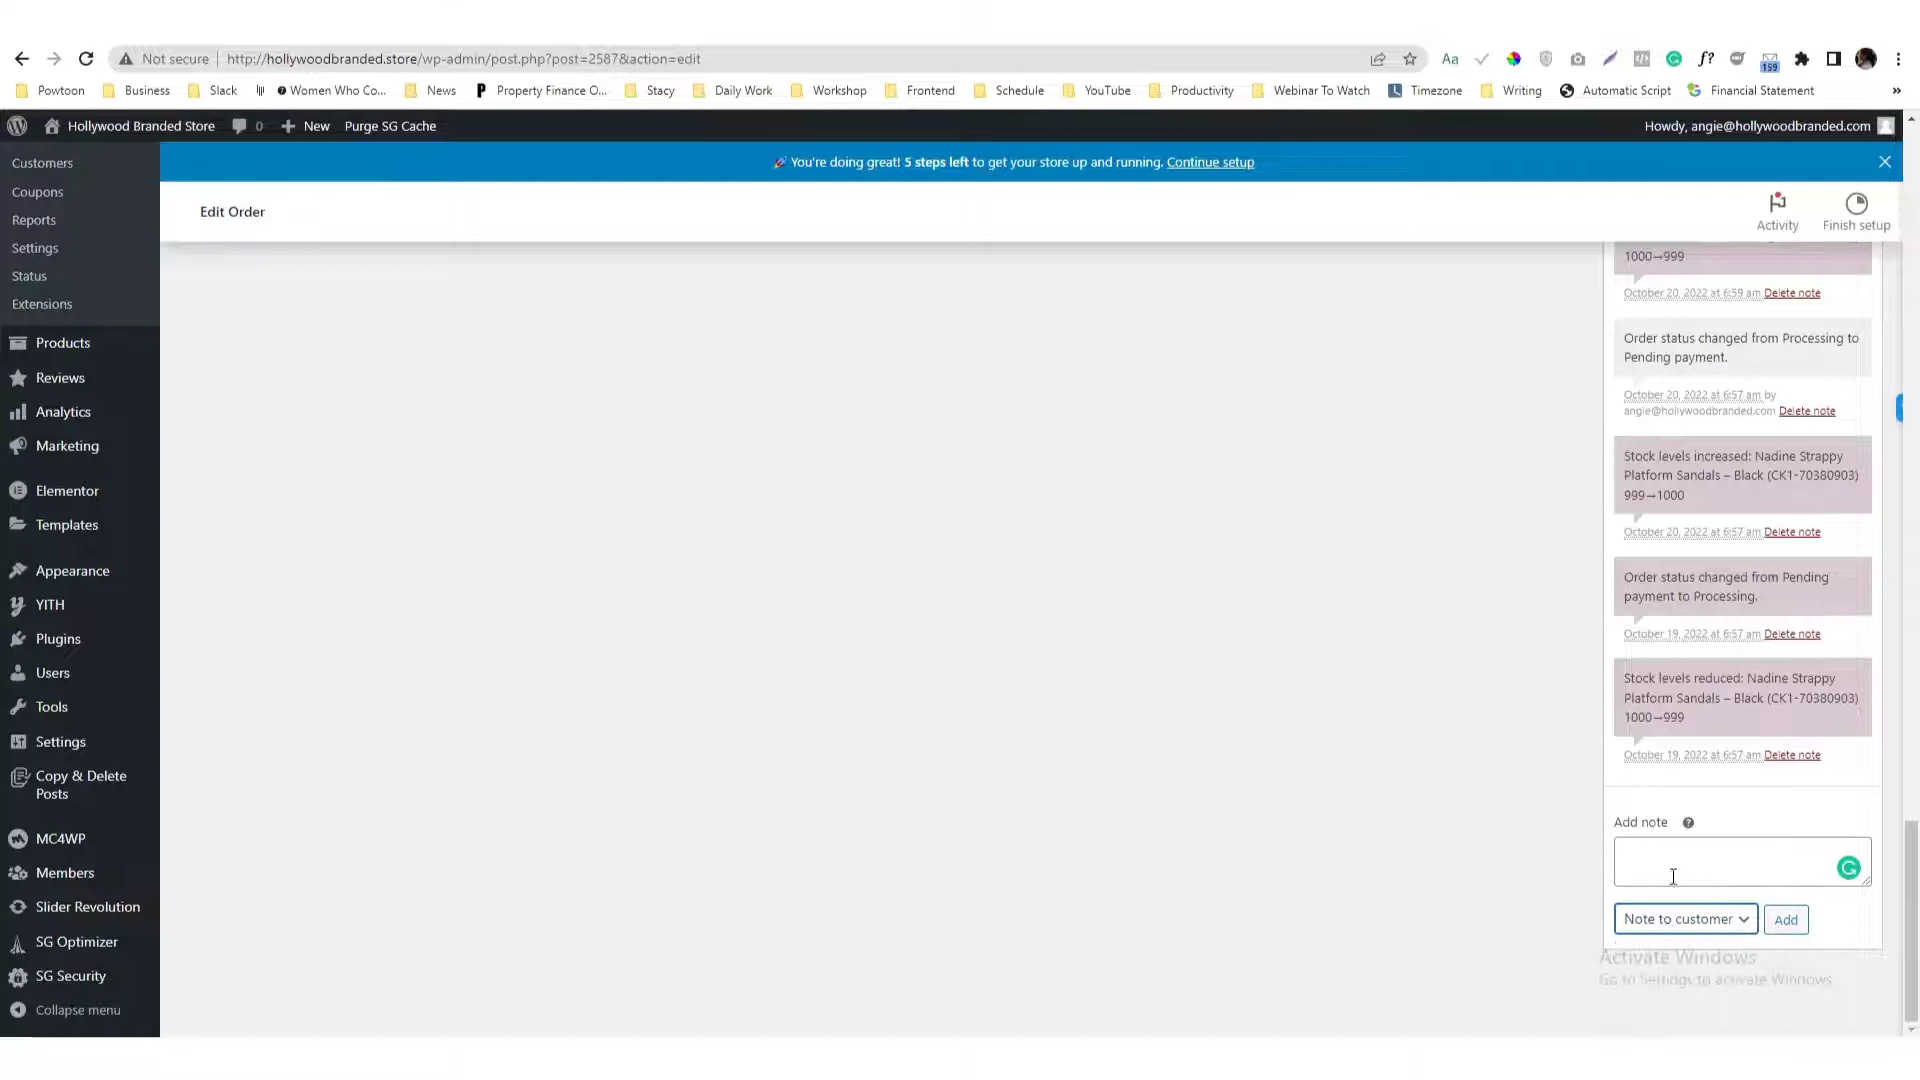 Not secure
http://hollywoodbranded.store/wp-admin/post.php?post=2587&action=edit
Aa
f?
159
Powtoon
Business
Slack
Women Who Co...
News
P
Property Finance O...
Stacy
Daily Work
Workshop
Frontend
Schedule
YouTube
Productivity
Webinar To Watch
Timezone
Writing
Automatic Script
Financial Statement
»
Hollywood Branded Store
0
New
Purge SG Cache
Howdy, angie@hollywoodbranded.com
Customers
Coupons
Reports
Settings
Status
Extensions
Products
Reviews
Analytics
Marketing
Elementor
Templates
Appearance
YITH
Plugins
Users
Tools
Settings
Copy & Delete
Posts
MC4WP
Members
Slider Revolution
SG Optimizer
SG Security
Collapse menu
You're doing great! 5 steps left to get your store up and running. Continue setup
Edit Order
Activity
Finish setup
1000→999
October 20, 2022 at 6:59 am Delete note
Order status changed from Processing to
Pending payment.
October 20, 2022 at 6:57 am by
angie@hollywoodbranded.com Delete note
Stock levels increased: Nadine Strappy
Platform Sandals – Black (CK1-70380903)
999→1000
October 20, 2022 at 6:57 am Delete note
Order status changed from Pending
payment to Processing.
October 19, 2022 at 6:57 am Delete note
Stock levels reduced: Nadine Strappy
Platform Sandals – Black (CK1-70380903)
1000→999
October 19, 2022 at 6:57 am Delete note
Add note
Note to customer
Add
Activate Windows
Go to Settings to activate Windows